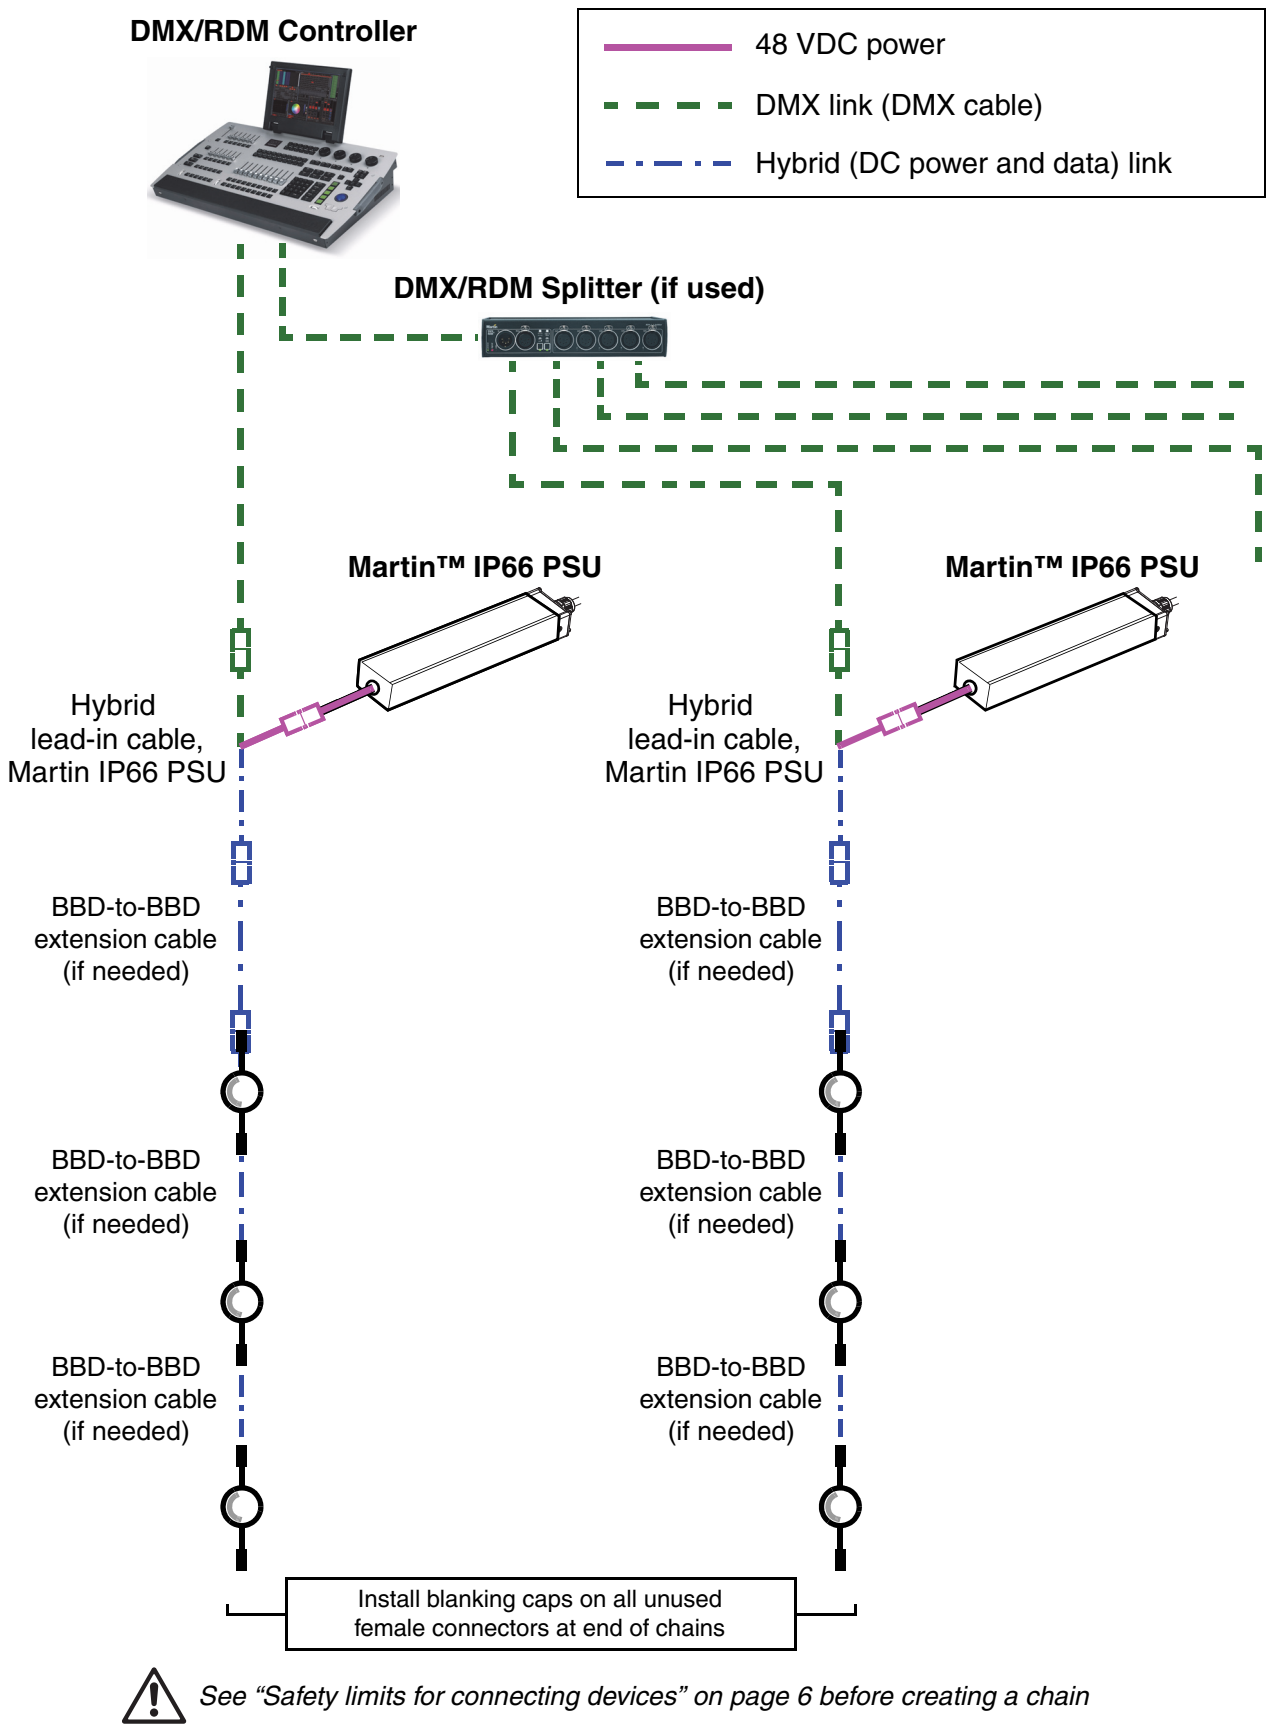 DMX/RDM Controller
48 VDC power
DMX link (DMX cable)
Hybrid (DC power and data) link
DMX/RDM Splitter (if used)
Martin™ IP66 PSU
Martin™ IP66 PSU
Hybrid
lead-in cable,
Martin IP66 PSU
Hybrid
lead-in cable,
Martin IP66 PSU
BBD-to-BBD
extension cable
(if needed)
BBD-to-BBD
extension cable
(if needed)
BBD-to-BBD
extension cable
(if needed)
BBD-to-BBD
extension cable
(if needed)
BBD-to-BBD
extension cable
(if needed)
BBD-to-BBD
extension cable
(if needed)
Install blanking caps on all unused
female connectors at end of chains
See “Safety limits for connecting devices” on page 6 before creating a chain